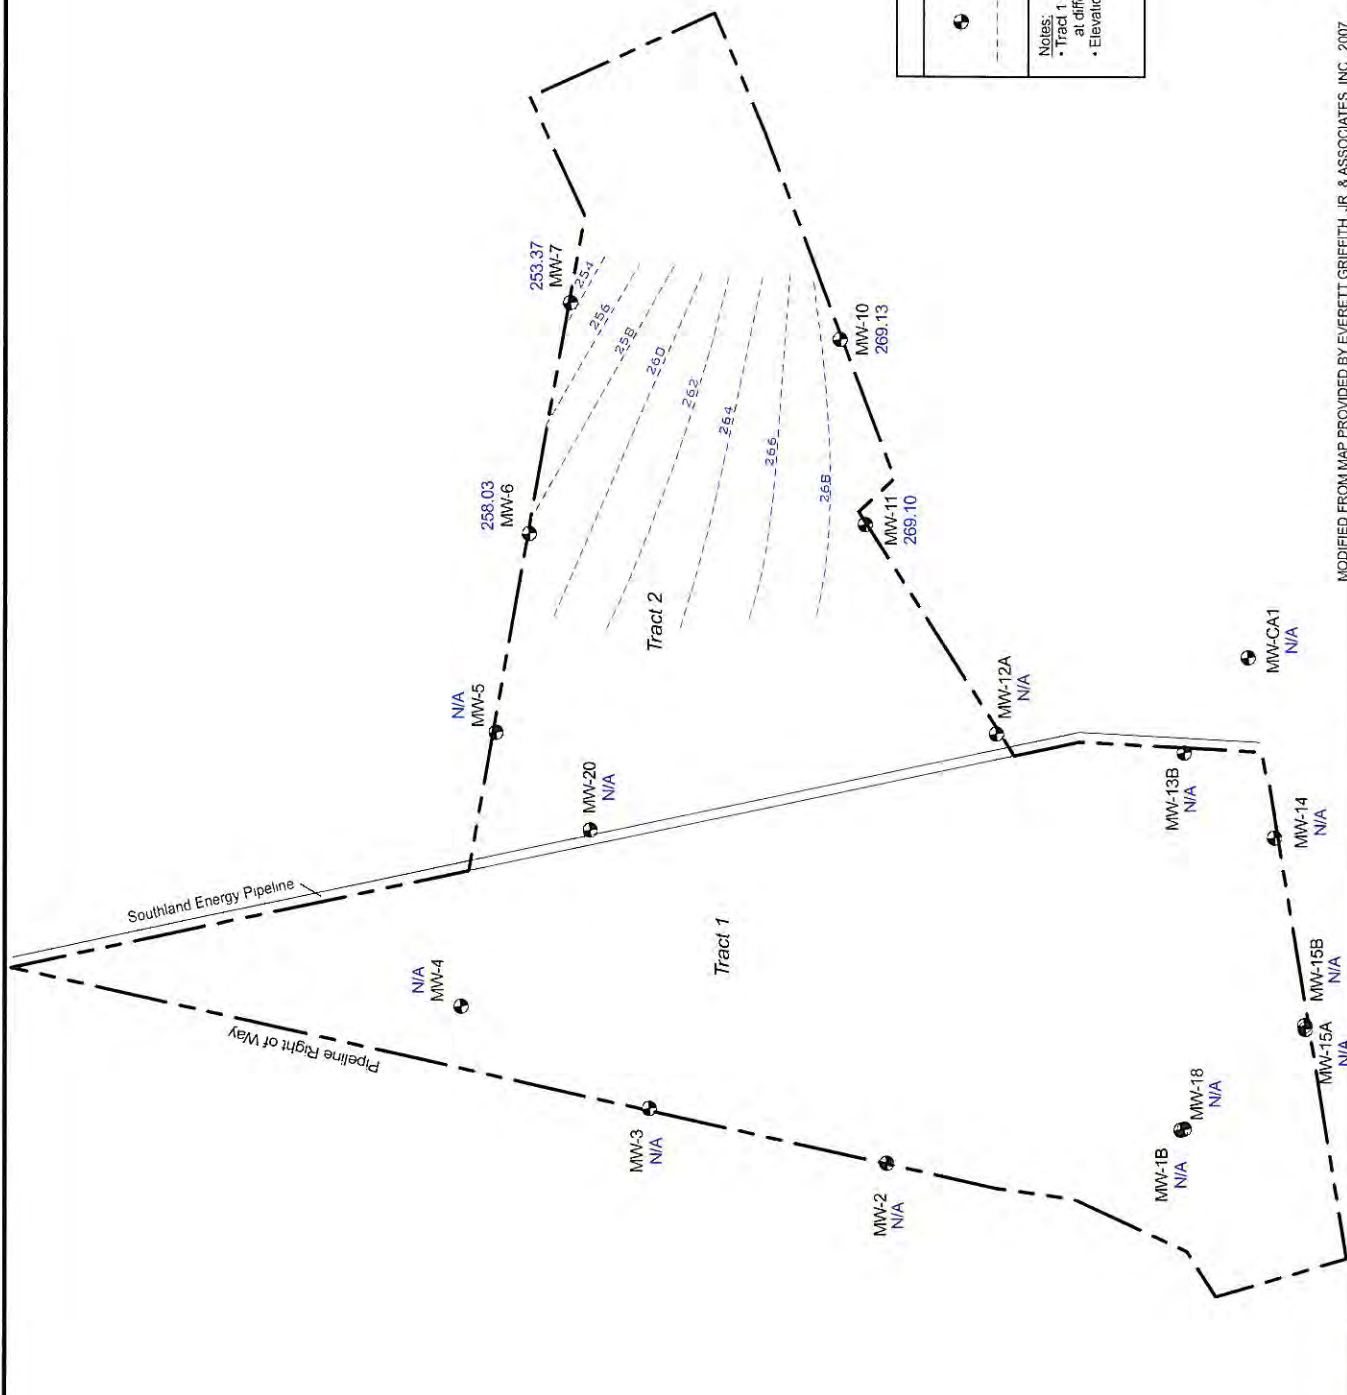 253.37
MW-7
254
256
258
260
262
264
266
268
258.03
MW-6
MW-10
269.13
MW-11
269.10
Tract 2
N/A
MW-5
MW-20
N/A
MW-12A
N/A
MW-CA1
N/A
Southland Energy Pipeline
MW-13B
N/A
MW-14
N/A
N/A
MW-4
Tract 1
Pipeline Right of Way
MW-3
N/A
MW-2
N/A
MW-1B
N/A
MW-18
N/A
MW-15B
N/A
MW-15A
N/A
Notes:
• Tract 1
at diff
• Elevatio
MODIFIED FROM MAP PROVIDED BY EVERETT GRIFFITH, JR. & ASSOCIATES, INC., 2007